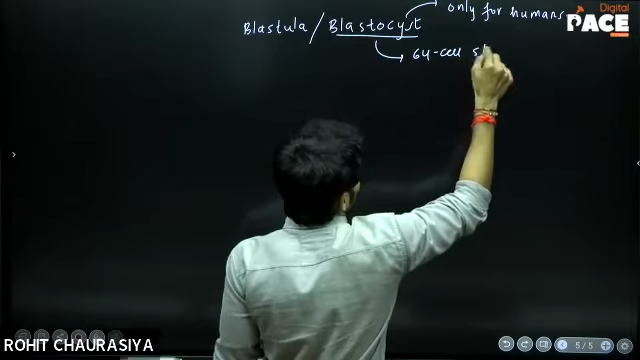 only for humans
Blastula / Blastocyst
64-cell
Digital
PACE
ROHIT CHAURASIYA
5/5